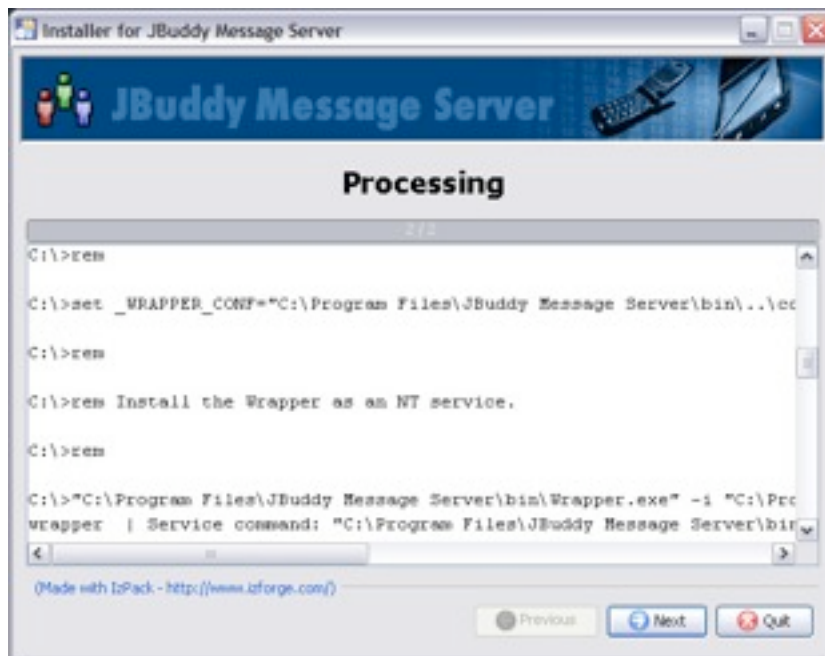 Installer for JBuddy Message Server
JBuddy Message Server
Processing
2 / 2
C:\>rem
C:\>set _WRAPPER_CONF="C:\Program Files\JBuddy Message Server\bin\..\co
C:\>rem
C:\>rem Install the Wrapper as an NT service.
C:\>rem
C:\>"C:\Program Files\JBuddy Message Server\bin\Wrapper.exe" -i "C:\Pro
wrapper | Service command: "C:\Program Files\JBuddy Message Server\bin
(Made with IzPack - http://www.izforge.com/)
Previous
Next
Quit